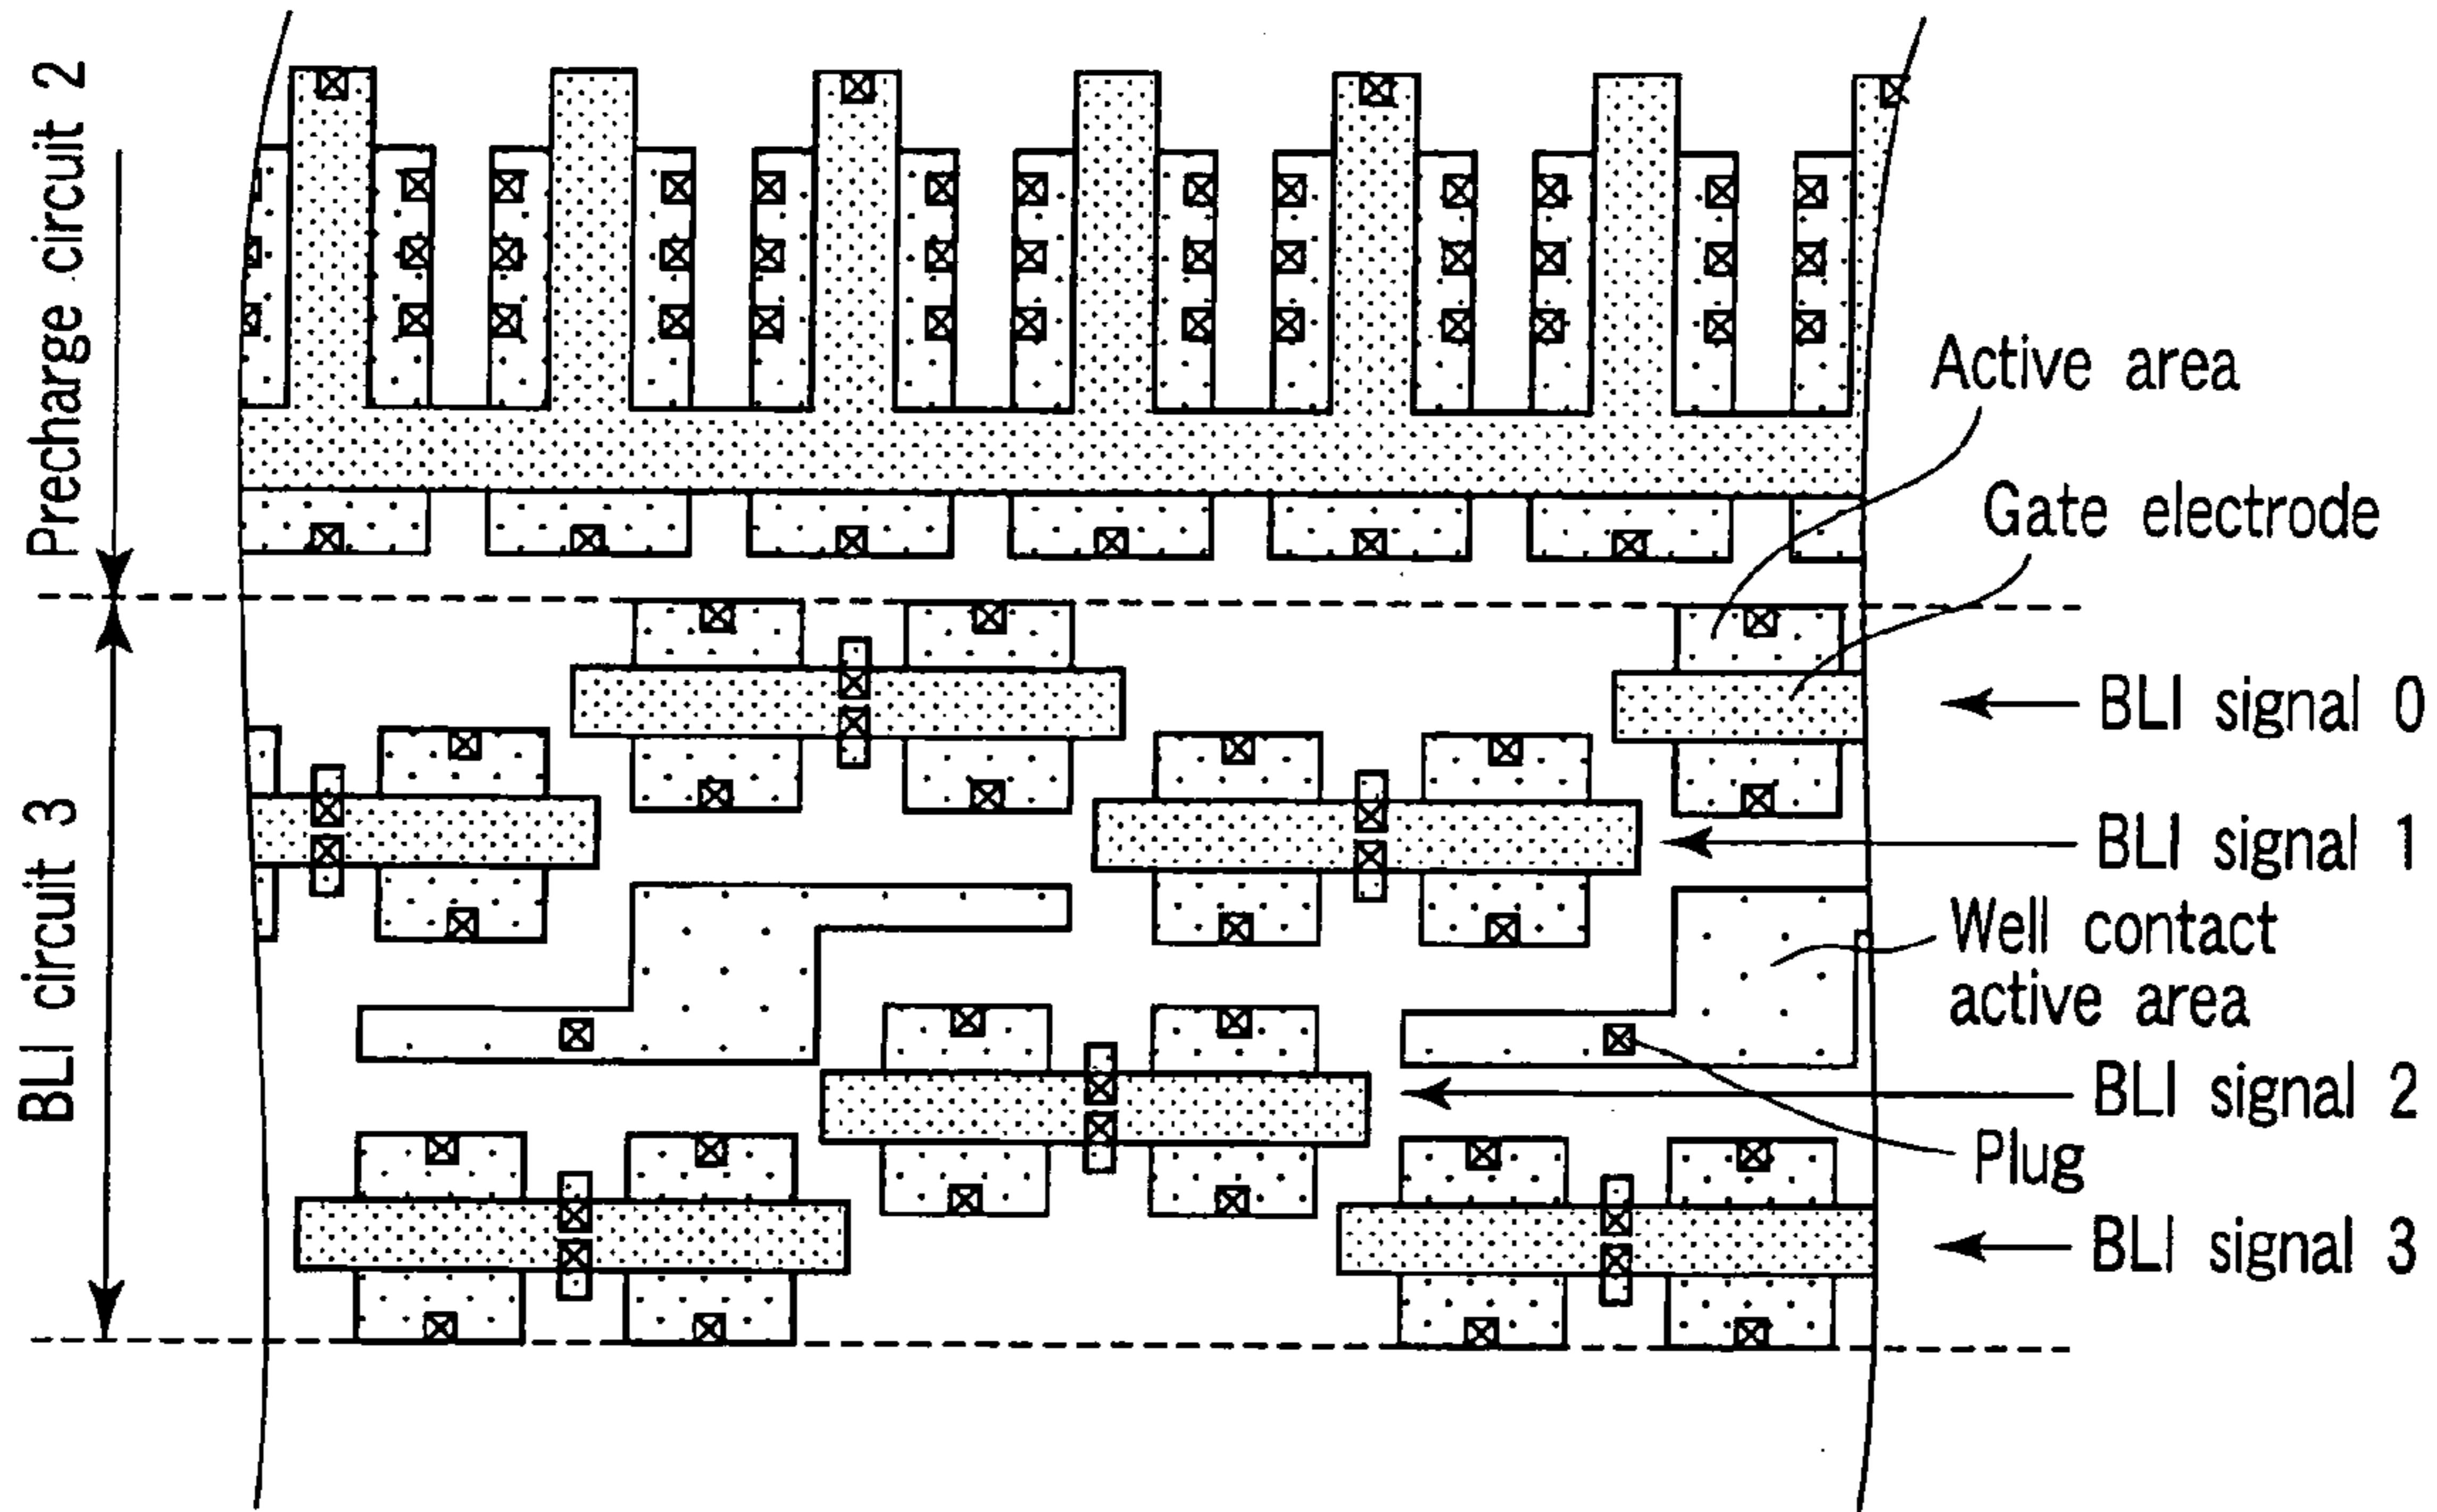 Precharge circuit 2
BLI circuit 3
Active area
Gate electrode
BLI signal 0
BLI signal 1
Well contact
active area
BLI signal 2
Plug
BLI signal 3